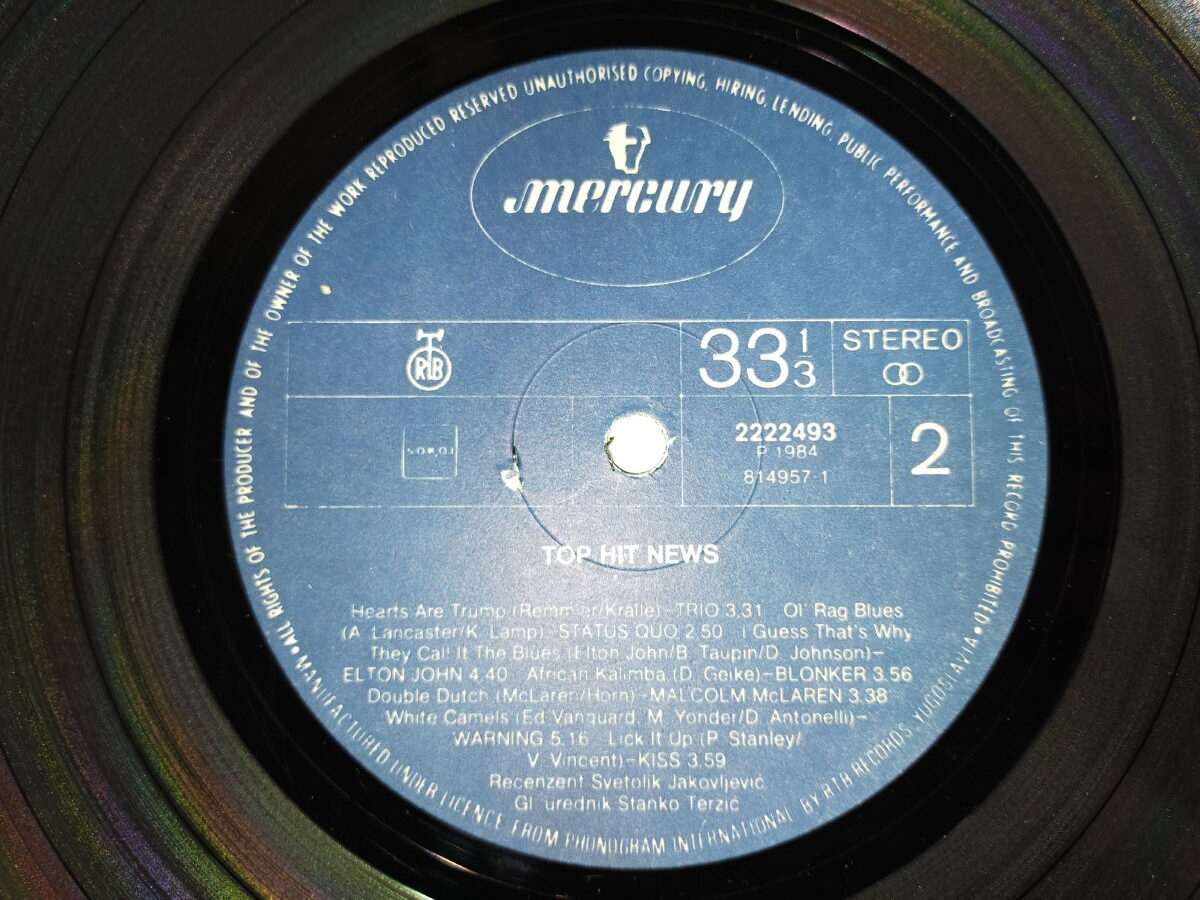 •ALL RIGHTS OF THE PRODUCER AND OF THE OWNER OF THE WORK REPRODUCED RESERVED UNAUTHORISED COPYING, HIRING, LENDING, PUBLIC PERFORMANCE AND BROADCASTING OF THIS RECORD PROHIBITED•
mercury
RTB
33 1/3
STEREO
SOKOJ
2222493
P 1984
814957-1
2
TOP HIT NEWS
Hearts Are Trump (Remmler/Kralle)-TRIO 3.31 Ol' Rag Blues
(A. Lancaster/K. Lamp)-STATUS QUO 2.50 I Guess That's Why
They Call It The Blues (Elton John/B. Taupin/D. Johnson)-
ELTON JOHN 4.40 African Kalimba (D. Geike)-BLONKER 3.56
Double Dutch (McLaren/Horn)-MALCOLM McLAREN 3.38
White Camels (Ed Vanguard, M. Yonder/D. Antonelli)-
WARNING 5.16 Lick It Up (P. Stanley/
V. Vincent)-KISS 3.59
Recenzent Svetolik Jakovljević
Gl. urednik Stanko Terzić
•MANUFACTURED UNDER LICENCE FROM PHONOGRAM INTERNATIONAL BY RTB RECORDS YUGOSLAVIA•